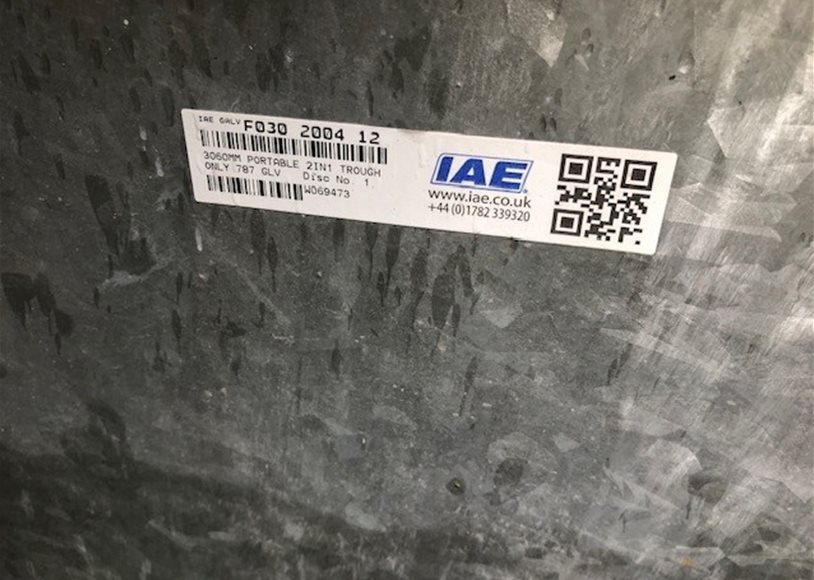 IAE GALV F030 2004 12
3060MM PORTABLE 2IN1 TROUGH
ONLY 787 GLV Disc No. 1.
W069473
IAE
www.iae.co.uk
+44 (0)1782 339320